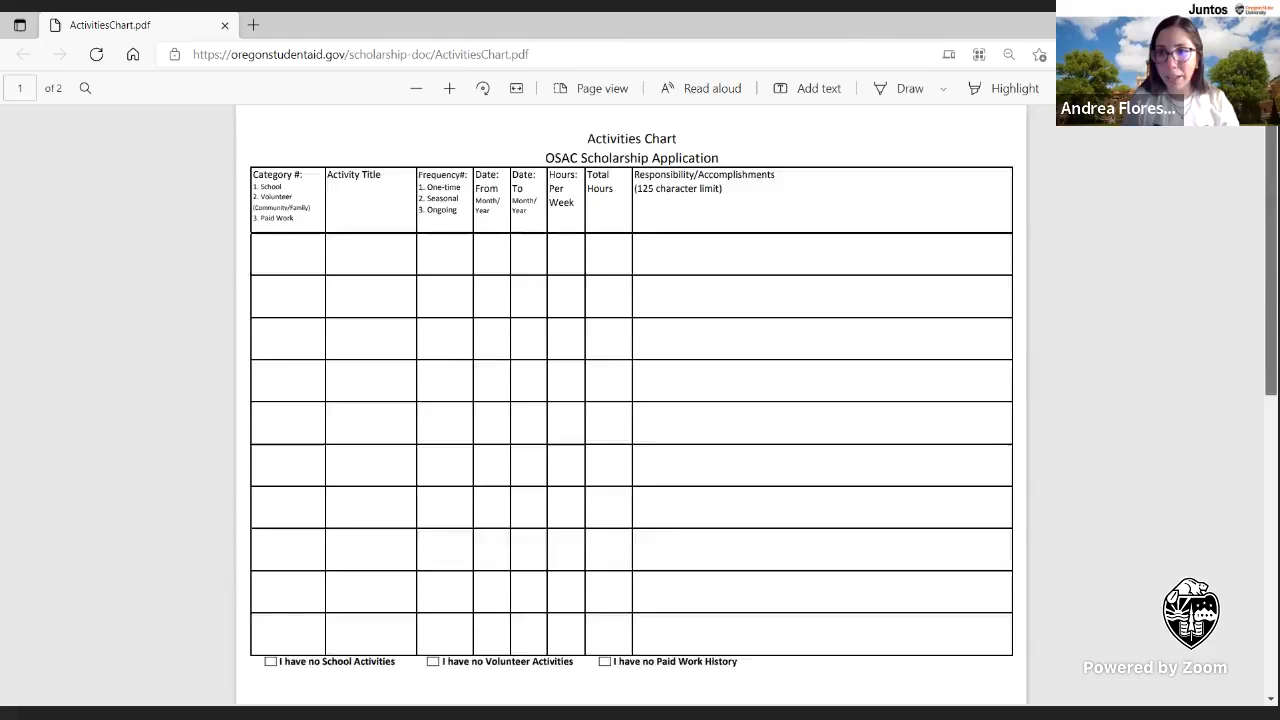 ActivitiesChart.pdf
https://oregonstudentaid.gov/scholarship-doc/ActivitiesChart.pdf
1 of 2
Page view
Read aloud
Add text
Draw
Highlight
Juntos
Oregon State
University
Andrea Flores...
Activities Chart
OSAC Scholarship Application
Category #:
1. School
2. Volunteer
(Community/Family)
3. Paid Work
Activity Title
Frequency#:
1. One-time
2. Seasonal
3. Ongoing
Date:
From
Month/
Year
Date:
To
Month/
Year
Hours:
Per
Week
Total
Hours
Responsibility/Accomplishments
(125 character limit)
I have no School Activities
I have no Volunteer Activities
I have no Paid Work History
Powered by Zoom